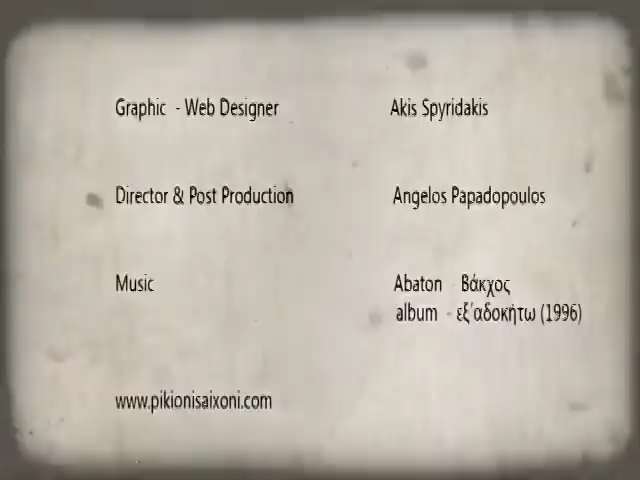 Graphic - Web Designer Akis Spyridakis
Director & Post Production Angelos Papadopoulos
Music Abaton - Βάκχος
album - εξ΄αδοκήτω (1996)
www.pikionisaixoni.com